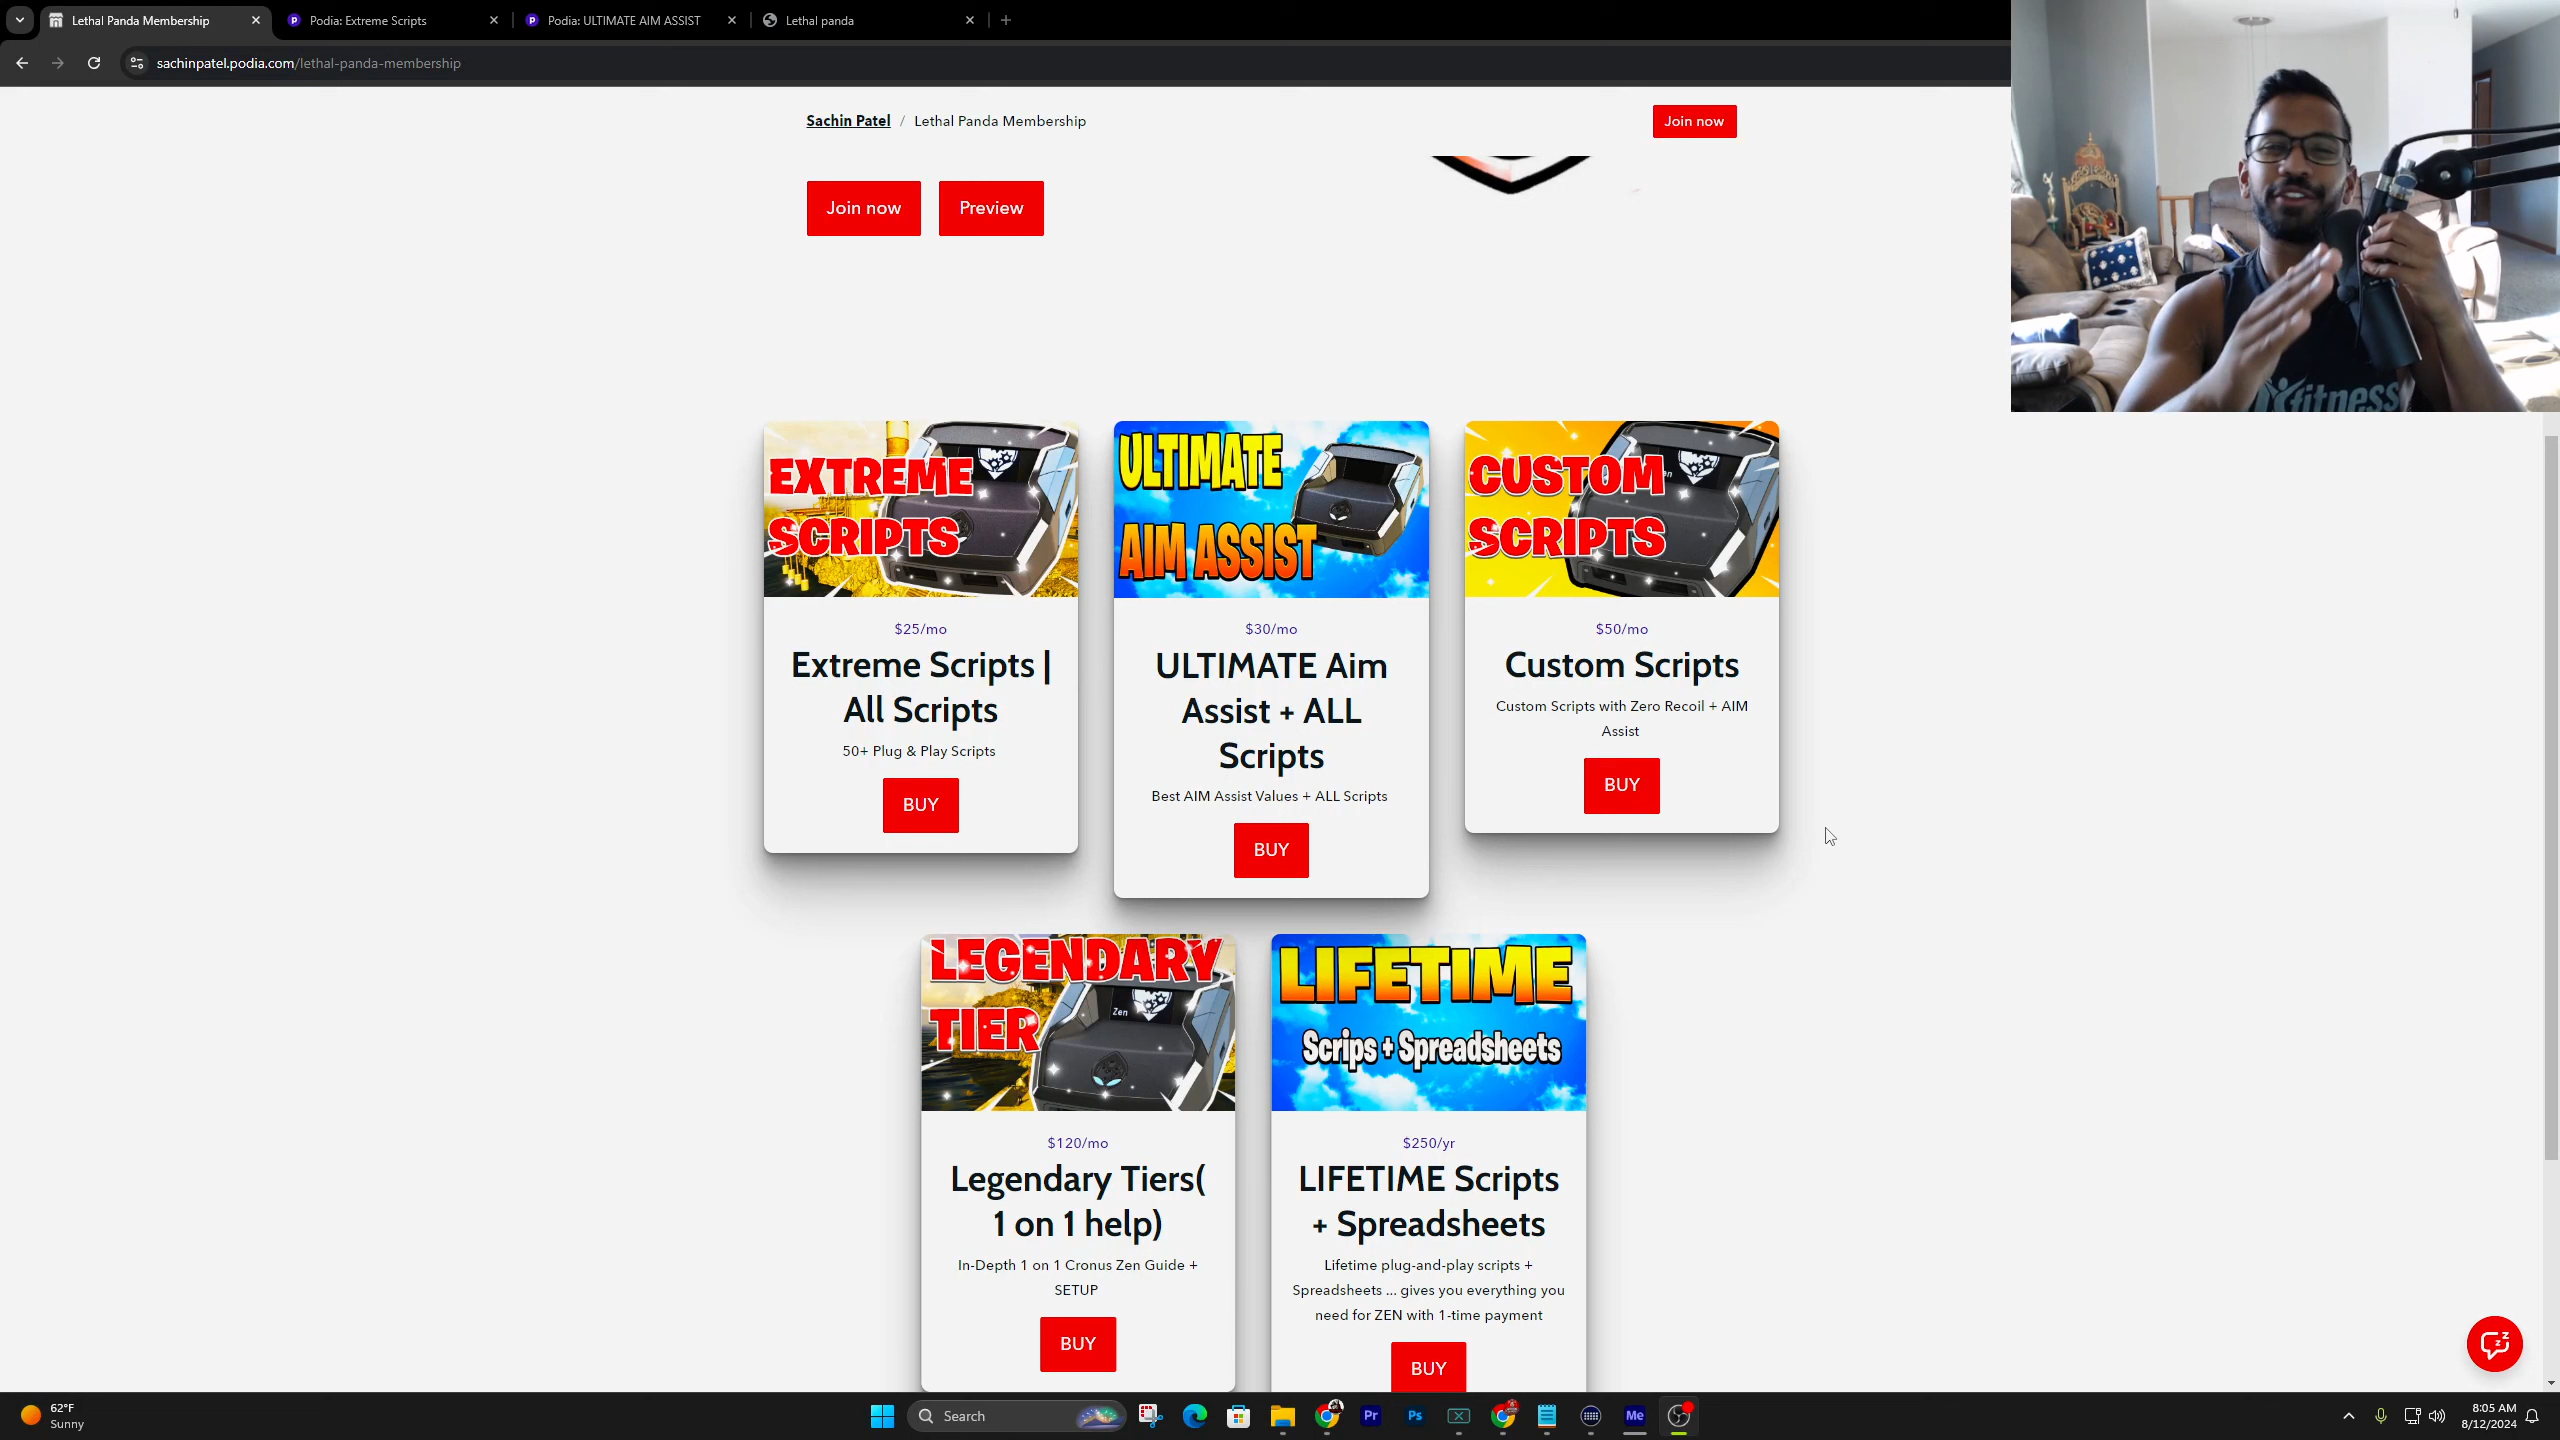 Lethal Panda Membership
Podia: Extreme Scripts
Podia: ULTIMATE AIM ASSIST
Lethal panda
sachinpatel.podia.com/lethal-panda-membership
Sachin Patel / Lethal Panda Membership
Join now
Join now
Preview
EXTREME
SCRIPTS
$25/mo
Extreme Scripts |
All Scripts
50+ Plug & Play Scripts
BUY
ULTIMATE
AIM ASSIST
$30/mo
ULTIMATE Aim
Assist + ALL
Scripts
Best AIM Assist Values + ALL Scripts
BUY
CUSTOM
SCRIPTS
$50/mo
Custom Scripts
Custom Scripts with Zero Recoil + AIM
Assist
BUY
LEGENDARY
TIER
Zen
$120/mo
Legendary Tiers(
1 on 1 help)
In-Depth 1 on 1 Cronus Zen Guide +
SETUP
BUY
LIFETIME
Scrips + Spreadsheets
$250/yr
LIFETIME Scripts
+ Spreadsheets
Lifetime plug-and-play scripts +
Spreadsheets ... gives you everything you
need for ZEN with 1-time payment
BUY
fitness
62°F
Sunny
Search
Pr
Ps
Me
8:05 AM
8/12/2024